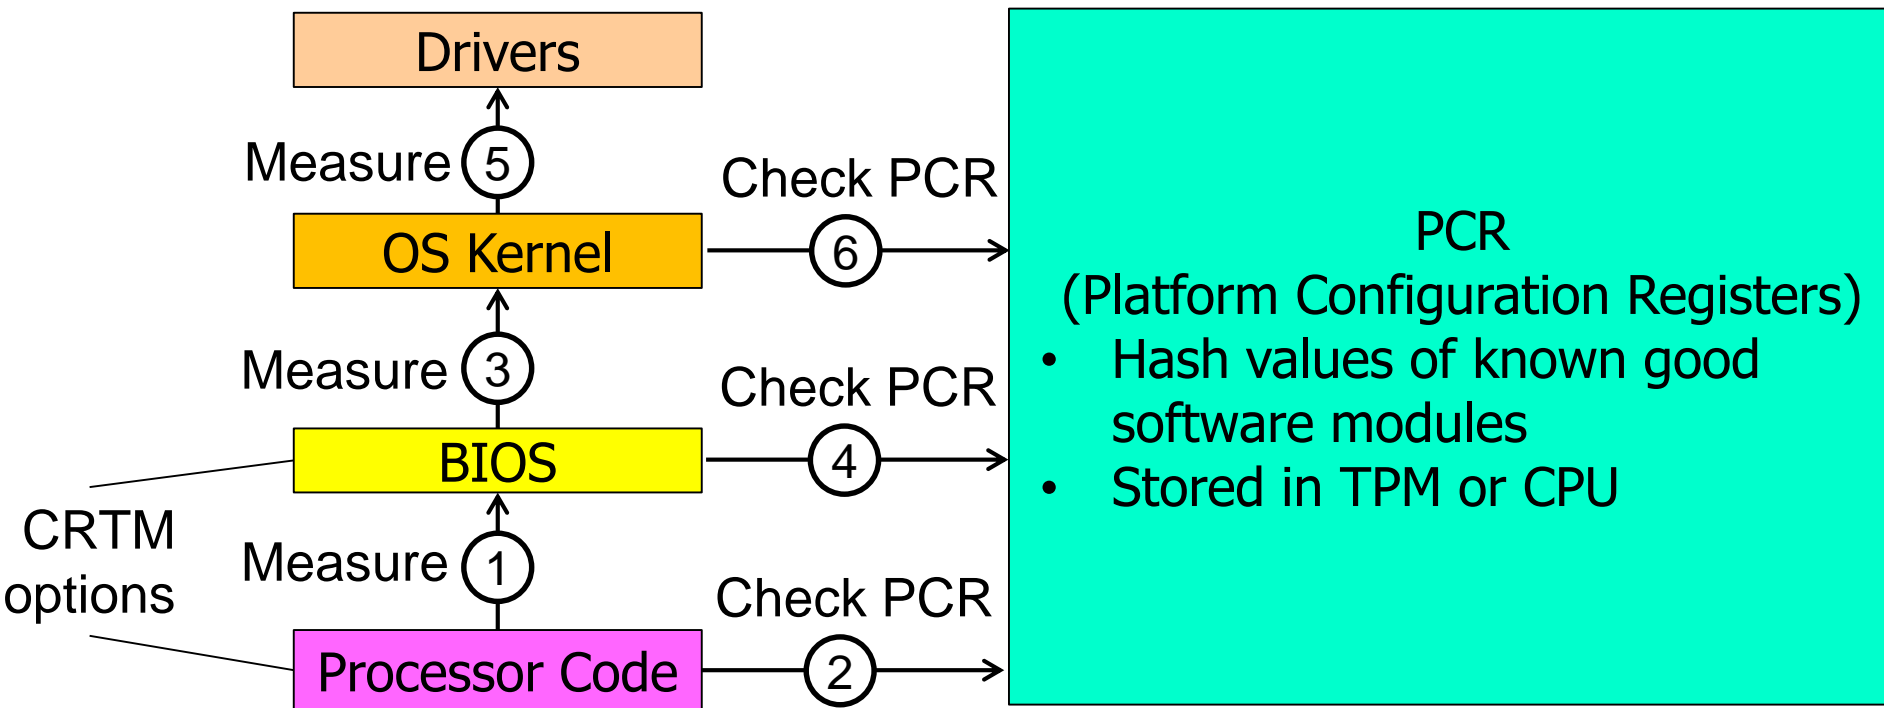 Drivers
Measure 5
Check PCR
OS Kernel
6
Measure 3
Check PCR
BIOS
4
CRTM
options
Measure 1
Check PCR
Processor Code
2
PCR
(Platform Configuration Registers)
• Hash values of known good
software modules
• Stored in TPM or CPU